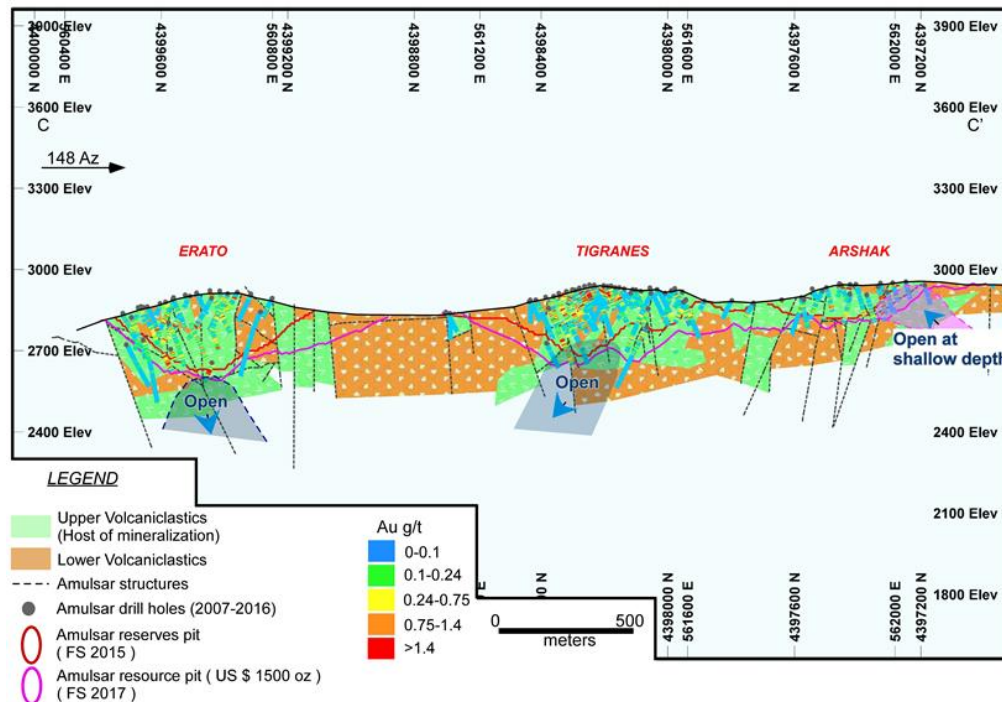 4400000 N
560400 E
4399600 N
560800 E
4399200 N
4398800 N
561200 E
4398400 N
4398000 N
561600 E
4397600 N
562000 E
4397200 N
3900 Elev
3900 Elev
3600 Elev
3600 Elev
C
C'
148 Az
3300 Elev
3300 Elev
ERATO
TIGRANES
ARSHAK
3000 Elev
3000 Elev
2700 Elev
Open at
shallow depth
Open
Open
2400 Elev
2400 Elev
LEGEND
Upper Volcaniclastics
(Host of mineralization)
Lower Volcaniclastics
Amulsar structures
Amulsar drill holes (2007-2016)
Amulsar reserves pit
( FS 2015 )
Amulsar resource pit ( US $ 1500 oz )
( FS 2017 )
Au g/t
0-0.1
0.1-0.24
0.24-0.75
0.75-1.4
>1.4
0
500
meters
2100 Elev
1800 Elev
E
N
4398000 N
561600 E
4397600 N
562000 E
4397200 N